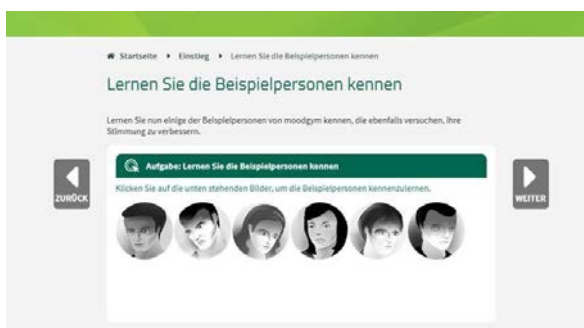 Startseite ▸ Einstieg ▸ Lernen Sie die Beispielpersonen kennen
Lernen Sie die Beispielpersonen kennen
Lernen Sie nun einige der Beispielpersonen von moodgym kennen, die ebenfalls versuchen, ihre
Stimmung zu verbessern.
Aufgabe: Lernen Sie die Beispielpersonen kennen
Klicken Sie auf die unten stehenden Bilder, um die Beispielpersonen kennenzulernen.
ZURÜCK
WEITER